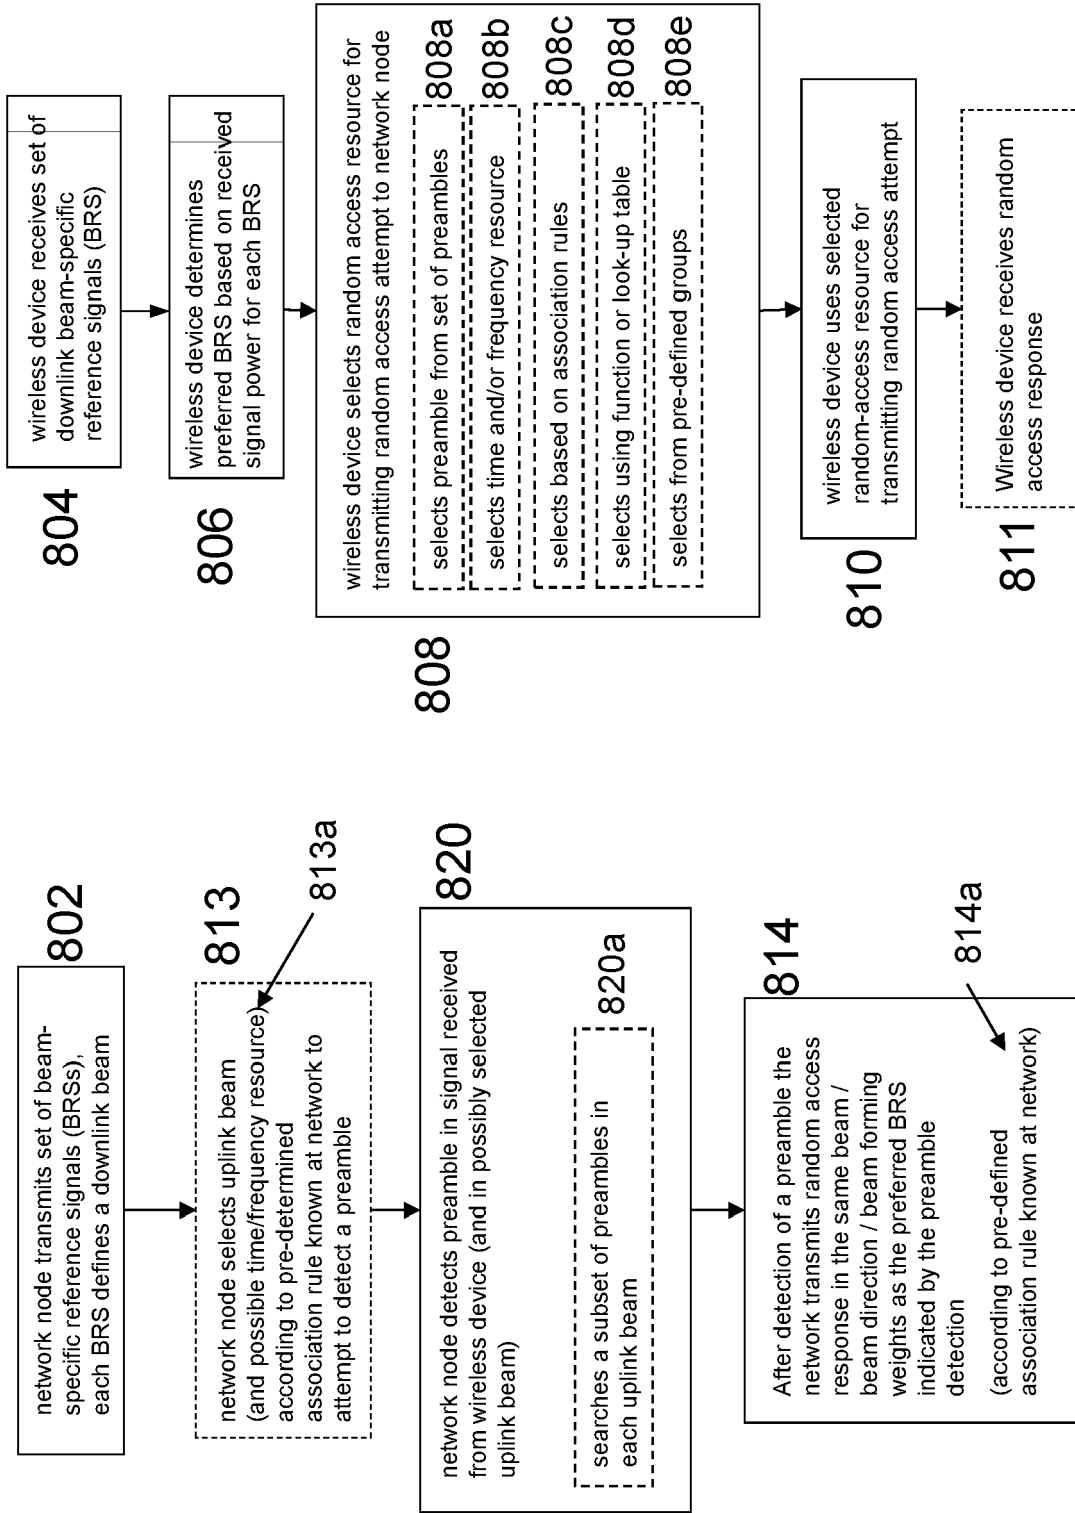 802
network node transmits set of beam-
specific reference signals (BRSs),
each BRS defines a downlink beam
813
network node selects uplink beam
(and possible time/frequency resource)
according to pre-determined
association rule known at network to
attempt to detect a preamble
813a
820
network node detects preamble in signal received
from wireless device (and in possibly selected
uplink beam)
820a
searches a subset of preambles in
each uplink beam
814
After detection of a preamble the
network transmits random access
response in the same beam /
beam direction / beam forming
weights as the preferred BRS
indicated by the preamble
detection
(according to pre-defined
association rule known at network)
814a
804
wireless device receives set of
downlink beam-specific
reference signals (BRS)
806
wireless device determines
preferred BRS based on received
signal power for each BRS
808
wireless device selects random access resource for
transmitting random access attempt to network node
selects preamble from set of preambles
808a
selects time and/or frequency resource
808b
selects based on association rules
808c
selects using function or look-up table
808d
selects from pre-defined groups
808e
810
wireless device uses selected
random-access resource for
transmitting random access attempt
811
Wireless device receives random
access response